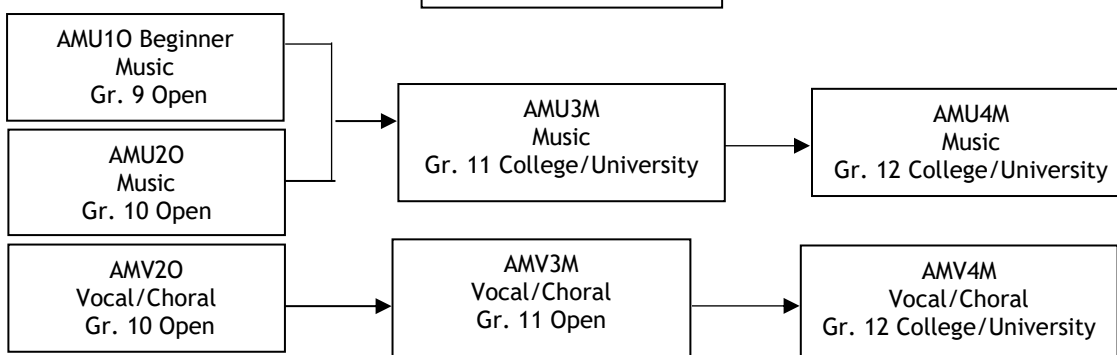 AMU1O Beginner
Music
Gr. 9 Open
AMU2O
Music
Gr. 10 Open
AMU3M
Music
Gr. 11 College/University
AMU4M
Music
Gr. 12 College/University
AMV2O
Vocal/Choral
Gr. 10 Open
AMV3M
Vocal/Choral
Gr. 11 Open
AMV4M
Vocal/Choral
Gr. 12 College/University